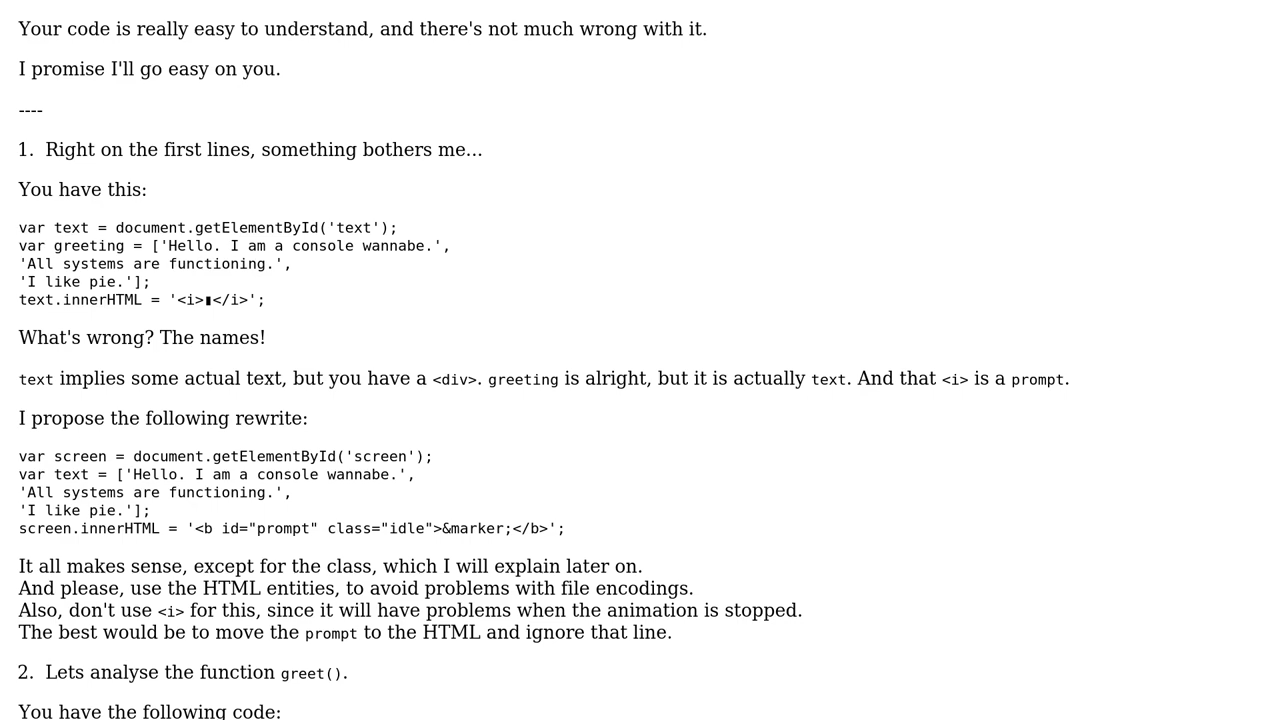 Your code is really easy to understand, and there's not much wrong with it.
I promise I'll go easy on you.
----
1. Right on the first lines, something bothers me...
You have this:
var text = document.getElementById('text');
var greeting = ['Hello. I am a console wannabe.',
'All systems are functioning.',
'I like pie.'];
text.innerHTML = '<i>▮</i>';
What's wrong? The names!
text implies some actual text, but you have a <div>. greeting is alright, but it is actually text. And that <i> is a prompt.
I propose the following rewrite:
var screen = document.getElementById('screen');
var text = ['Hello. I am a console wannabe.',
'All systems are functioning.',
'I like pie.'];
screen.innerHTML = '<b id="prompt" class="idle">&marker;</b>';
It all makes sense, except for the class, which I will explain later on.
And please, use the HTML entities, to avoid problems with file encodings.
Also, don't use <i> for this, since it will have problems when the animation is stopped.
The best would be to move the prompt to the HTML and ignore that line.
2. Lets analyse the function greet().
You have the following code: